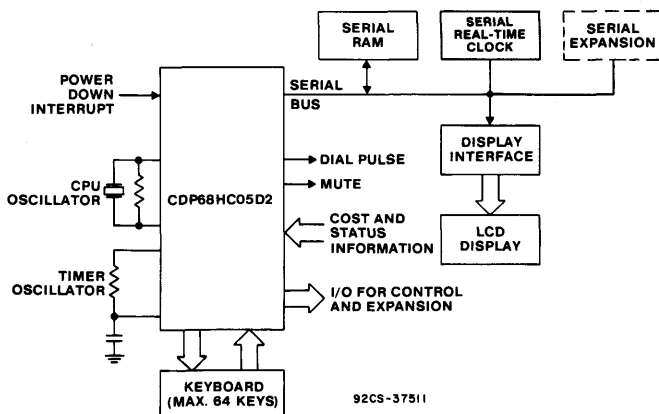 SERIAL
RAM
SERIAL
REAL-TIME
CLOCK
SERIAL
EXPANSION
POWER
DOWN
INTERRUPT
SERIAL
BUS
CPU
OSCILLATOR
CDP68HC05D2
DIAL PULSE
MUTE
DISPLAY
INTERFACE
COST AND
STATUS
INFORMATION
LCD
DISPLAY
TIMER
OSCILLATOR
I/O FOR CONTROL
AND EXPANSION
KEYBOARD
(MAX. 64 KEYS)
92CS-37511